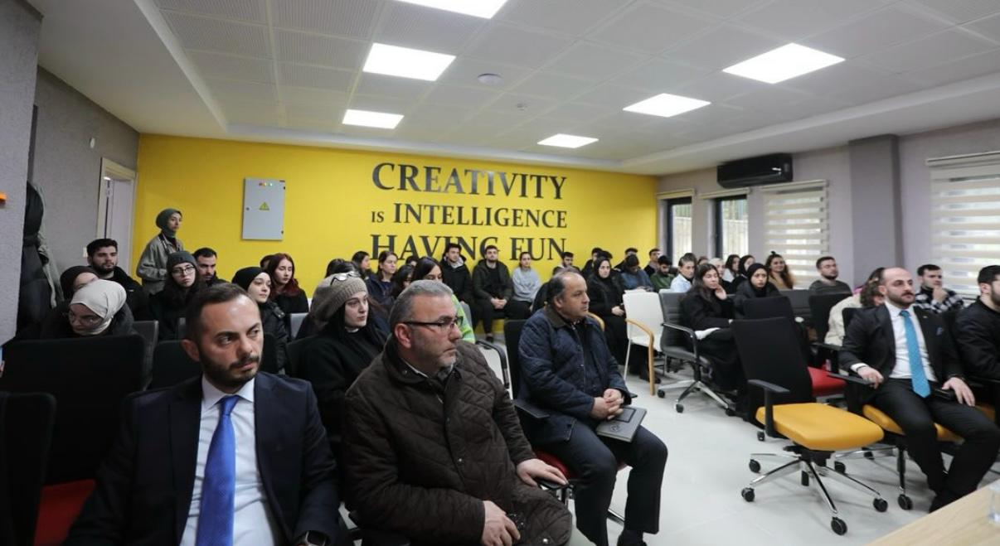 CREATIVITY
IS INTELLIGENCE
HAVING FUN